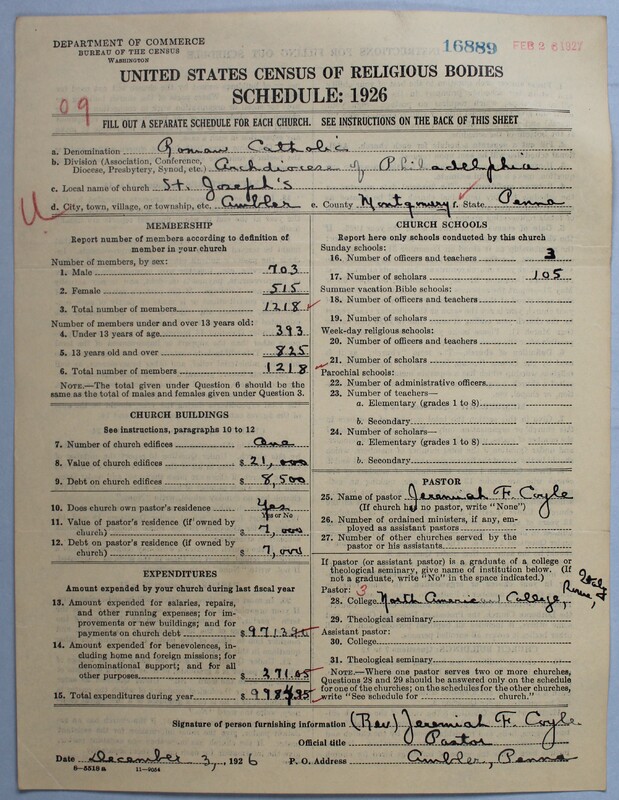 DEPARTMENT OF COMMERCE
BUREAU OF THE CENSUS
WASHINGTON
16889
FEB 26 1927
UNITED STATES CENSUS OF RELIGIOUS BODIES
SCHEDULE: 1926
09
FILL OUT A SEPARATE SCHEDULE FOR EACH CHURCH. SEE INSTRUCTIONS ON THE BACK OF THIS SHEET
a. Denomination Roman Catholic
b. Division (Association, Conference, Diocese, Presbytery, Synod, etc.) Archdiocese of Philadelphia
c. Local name of church St. Joseph's
d. City, town, village, or township, etc. Ambler e. County Montgomery f. State Penna
MEMBERSHIP
Report number of members according to definition of
member in your church
Number of members, by sex:
1. Male 703
2. Female 515
3. Total number of members 1218
Number of members under and over 13 years old:
4. Under 13 years of age 393
5. 13 years old and over 825
6. Total number of members 1218
NOTE.—The total given under Question 6 should be
the same as the total of males and females given under Question 3.
CHURCH BUILDINGS
See instructions, paragraphs 10 to 12
7. Number of church edifices One
8. Value of church edifices $ 21,000
9. Debt on church edifices $ 8,500
10. Does church own pastor's residence Yes
Yes or No
11. Value of pastor's residence (if owned by
church) $ 7,000
12. Debt on pastor's residence (if owned by
church) $ 7,000
EXPENDITURES
Amount expended by your church during last fiscal year
13. Amount expended for salaries, repairs,
and other running expenses; for im-
provements or new buildings; and for
payments on church debt $
14. Amount expended for benevolences, in-
cluding home and foreign missions; for
denominational support; and for all
other purposes $ 271.05
15. Total expenditures during year $
CHURCH SCHOOLS
Report here only schools conducted by this church
Sunday schools:
16. Number of officers and teachers 3
17. Number of scholars 105
Summer vacation Bible schools:
18. Number of officers and teachers
19. Number of scholars
Week-day religious schools:
20. Number of officers and teachers
21. Number of scholars
Parochial schools:
22. Number of administrative officers
23. Number of teachers—
a. Elementary (grades 1 to 8)
b. Secondary
24. Number of scholars—
a. Elementary (grades 1 to 8)
b. Secondary
PASTOR
25. Name of pastor Jeremiah F. Coyle
(If church has no pastor, write "None")
26. Number of ordained ministers, if any, em-
ployed as assistant pastors
27. Number of other churches served by the
pastor or his assistants
If pastor (or assistant pastor) is a graduate of a college or
theological seminary, give name of institution below. (If
not a graduate, write "No" in the space indicated.)
Pastor: 3
28. College North American College, Rome, Italy
29. Theological seminary
Assistant pastor:
30. College
31. Theological seminary
NOTE.—Where one pastor serves two or more churches,
Questions 28 and 29 should be answered only on the schedule
for one of the churches; on the schedules for the other churches,
write "See schedule for church."
Signature of person furnishing information (Rev) Jeremiah F. Coyle
Official title Pastor
Date December 3, 1926 P. O. Address Ambler, Penna
8—5518a 11—9054